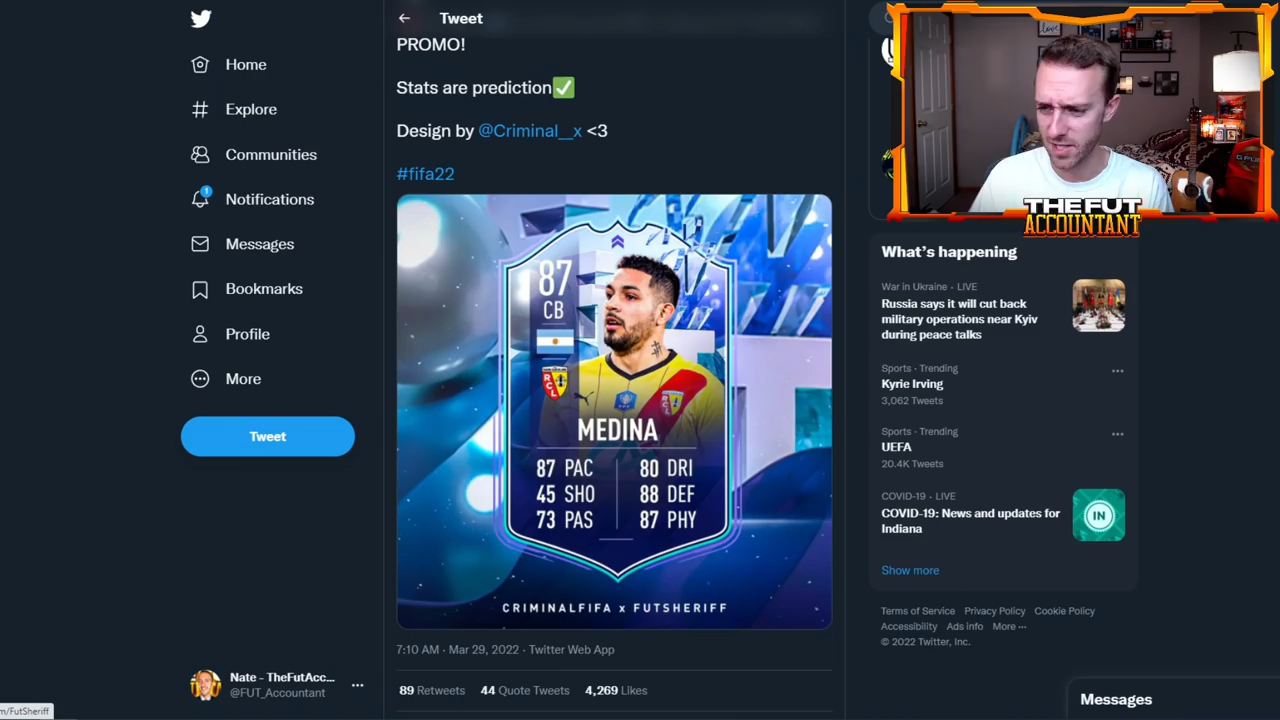 Home
Explore
Communities
1
Notifications
Messages
Bookmarks
Profile
More
Tweet
Nate - TheFutAcc...
@FUT_Accountant
m/FutSheriff
Tweet
PROMO!
Stats are prediction✅
Design by @Criminal__x <3
#fifa22
87
CB
RCL
MEDINA
87 PAC 80 DRI
45 SHO 88 DEF
73 PAS 87 PHY
CRIMINALFIFA x FUTSHERIFF
7:10 AM · Mar 29, 2022 · Twitter Web App
89 Retweets 44 Quote Tweets 4,269 Likes
THE FUT
ACCOUNTANT
What's happening
War in Ukraine · LIVE
Russia says it will cut back
military operations near Kyiv
during peace talks
Sports · Trending
Kyrie Irving
3,062 Tweets
Sports · Trending
UEFA
20.4K Tweets
COVID-19 · LIVE
COVID-19: News and updates for
Indiana
IN
Show more
Terms of Service Privacy Policy Cookie Policy
Accessibility Ads info More ···
© 2022 Twitter, Inc.
Messages